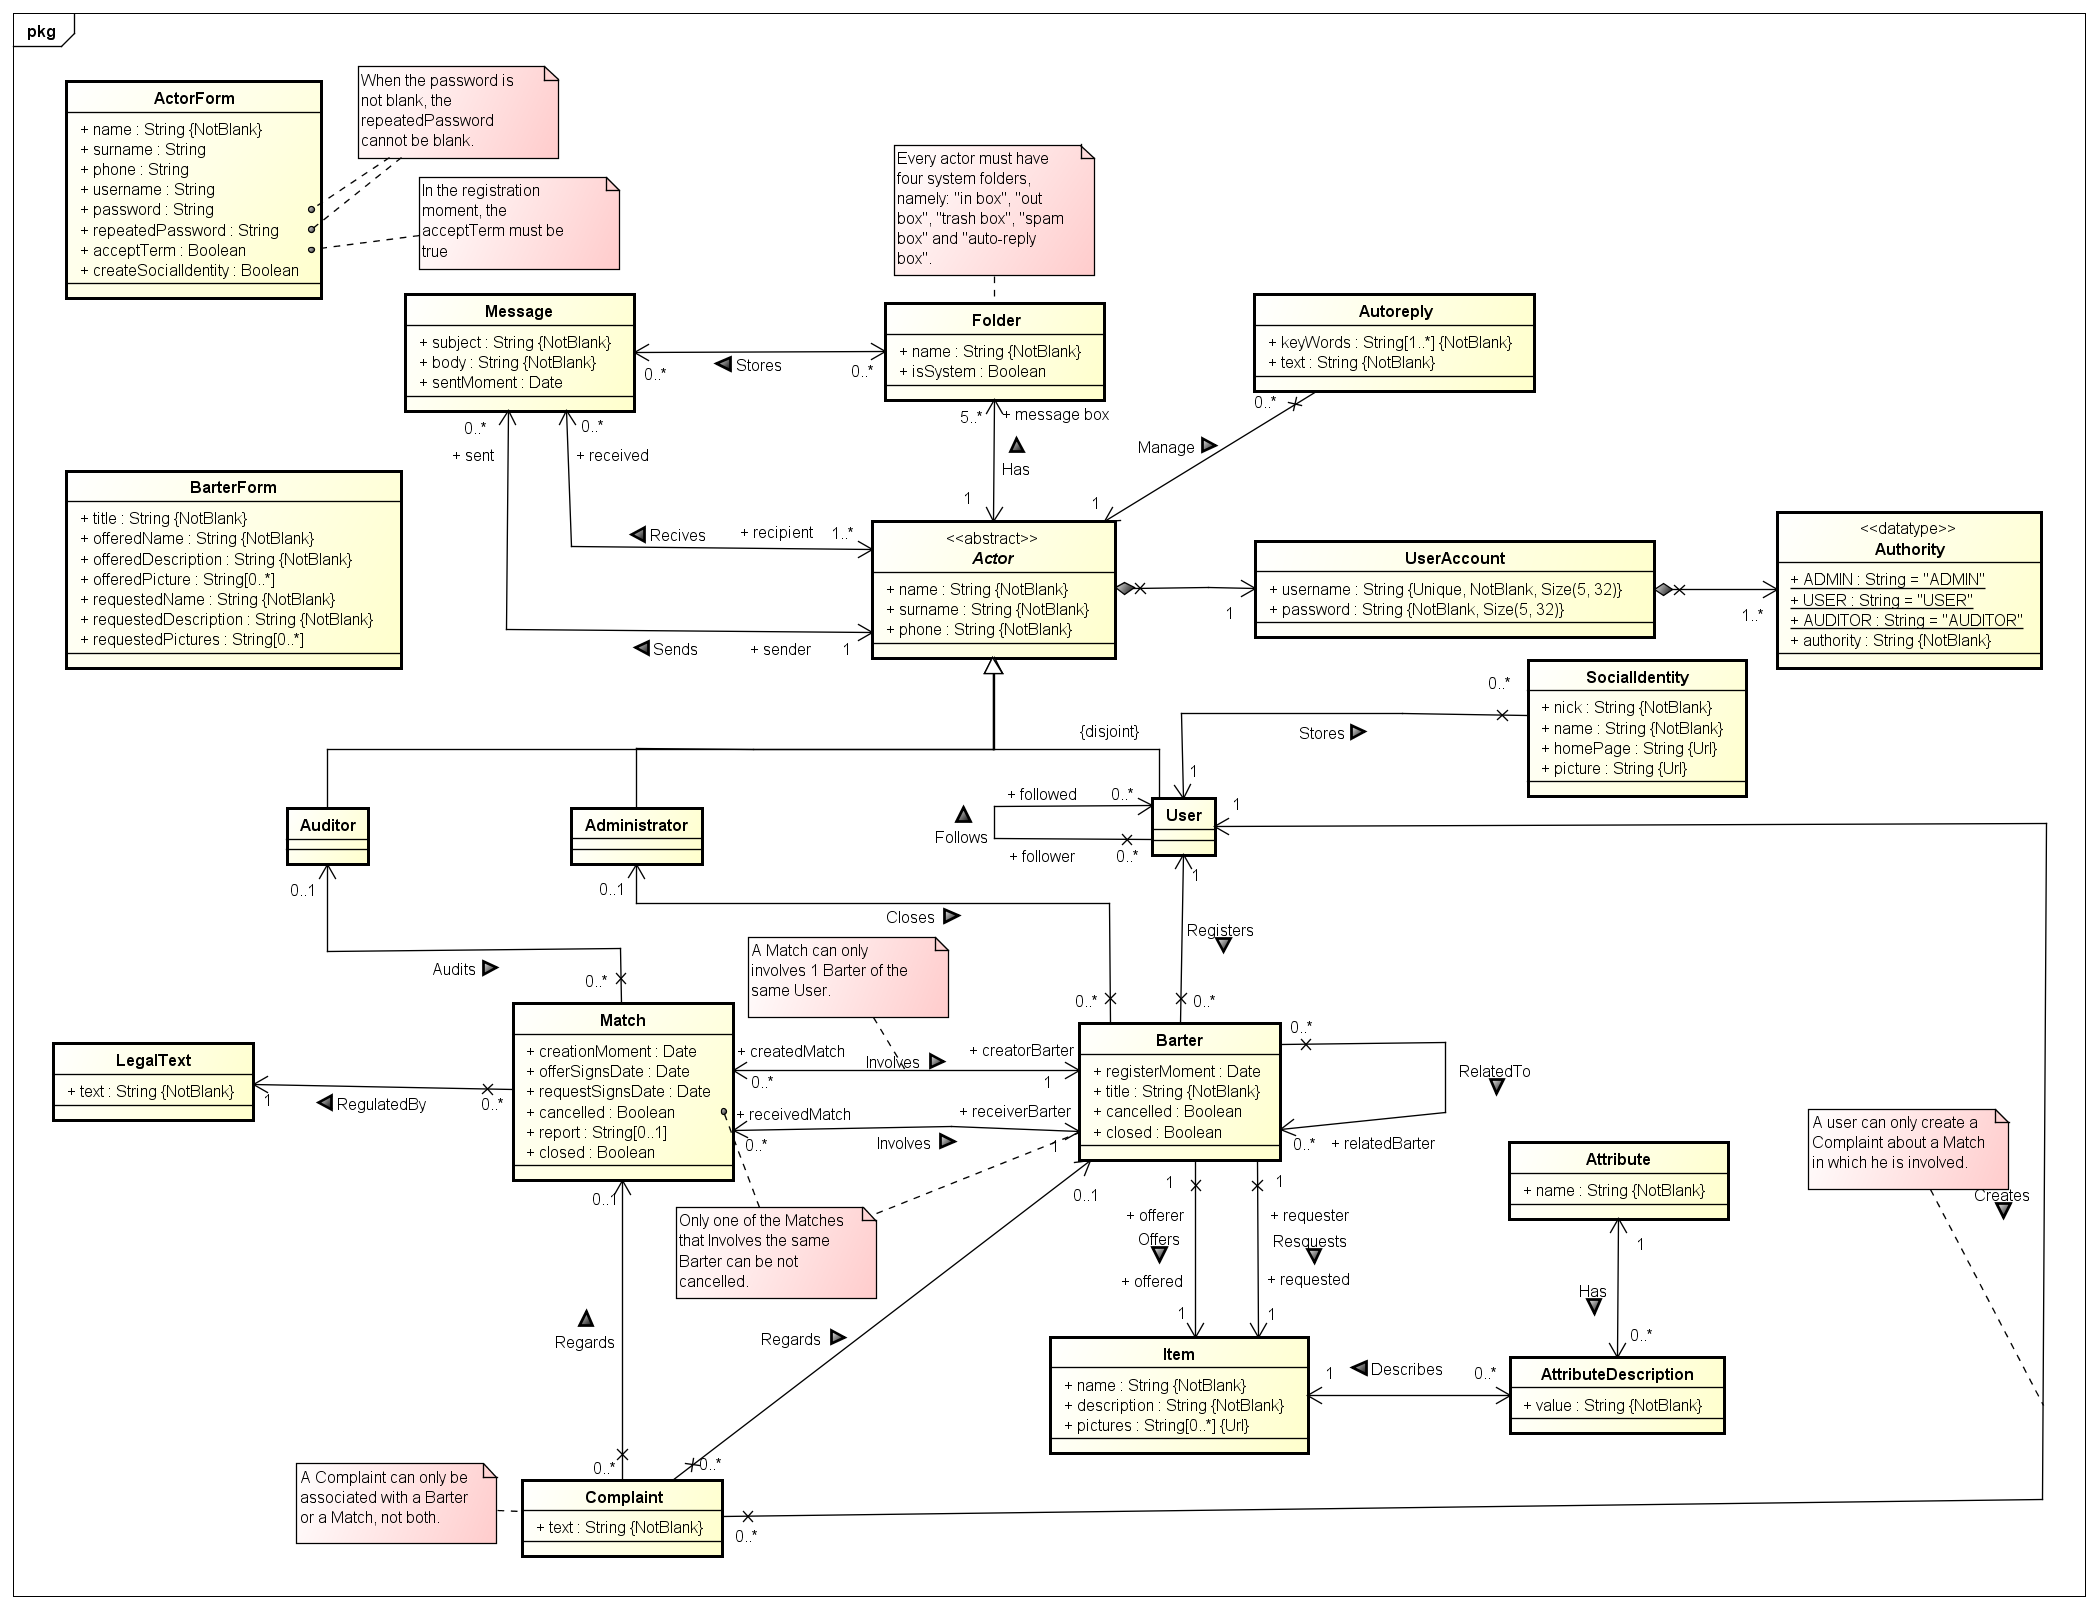 pkg
ActorForm
+ name : String {NotBlank}
+ surname : String
+ phone : String
+ username : String
+ password : String
+ repeatedPassword : String
+ acceptTerm : Boolean
+ createSocialIdentity : Boolean
When the password is
not blank, the
repeatedPassword
cannot be blank.
In the registration
moment, the
acceptTerm must be
true
Every actor must have
four system folders,
namely: "in box", "out
box", "trash box", "spam
box" and "auto-reply
box".
Message
+ subject : String {NotBlank}
+ body : String {NotBlank}
+ sentMoment : Date
0..*
Stores
0..*
Folder
+ name : String {NotBlank}
+ isSystem : Boolean
Autoreply
+ keyWords : String[1..*] {NotBlank}
+ text : String {NotBlank}
0..*
Manage
1
5..*
+ message box
Has
1
0..*
+ sent
0..*
+ received
Recives
+ recipient
1..*
Sends
+ sender
1
BarterForm
+ title : String {NotBlank}
+ offeredName : String {NotBlank}
+ offeredDescription : String {NotBlank}
+ offeredPicture : String[0..*]
+ requestedName : String {NotBlank}
+ requestedDescription : String {NotBlank}
+ requestedPictures : String[0..*]
<<abstract>>
Actor
+ name : String {NotBlank}
+ surname : String {NotBlank}
+ phone : String {NotBlank}
1
UserAccount
+ username : String {Unique, NotBlank, Size(5, 32)}
+ password : String {NotBlank, Size(5, 32)}
1..*
<<datatype>>
Authority
+ ADMIN : String = "ADMIN"
+ USER : String = "USER"
+ AUDITOR : String = "AUDITOR"
+ authority : String {NotBlank}
SocialIdentity
+ nick : String {NotBlank}
+ name : String {NotBlank}
+ homePage : String {Url}
+ picture : String {Url}
0..*
Stores
1
{disjoint}
Auditor
Administrator
User
+ followed
0..*
Follows
+ follower
0..*
1
0..1
0..1
1
Closes
Registers
Audits
0..*
0..*
0..*
A Match can only
involves 1 Barter of the
same User.
LegalText
+ text : String {NotBlank}
1
RegulatedBy
0..*
Match
+ creationMoment : Date
+ offerSignsDate : Date
+ requestSignsDate : Date
+ cancelled : Boolean
+ report : String[0..1]
+ closed : Boolean
+ createdMatch
0..*
Involves
+ creatorBarter
1
+ receivedMatch
0..*
Involves
+ receiverBarter
1
Barter
+ registerMoment : Date
+ title : String {NotBlank}
+ cancelled : Boolean
+ closed : Boolean
0..*
RelatedTo
0..*
+ relatedBarter
Only one of the Matches
that Involves the same
Barter can be not
cancelled.
A user can only create a
Complaint about a Match
in which he is involved.
Creates
Attribute
+ name : String {NotBlank}
1
Has
0..*
0..1
0..1
1
+ offerer
Offers
+ offered
1
1
+ requester
Resquests
+ requested
1
Regards
Regards
Item
+ name : String {NotBlank}
+ description : String {NotBlank}
+ pictures : String[0..*] {Url}
1
Describes
0..*
AttributeDescription
+ value : String {NotBlank}
0..*
0..*
A Complaint can only be
associated with a Barter
or a Match, not both.
Complaint
+ text : String {NotBlank}
0..*